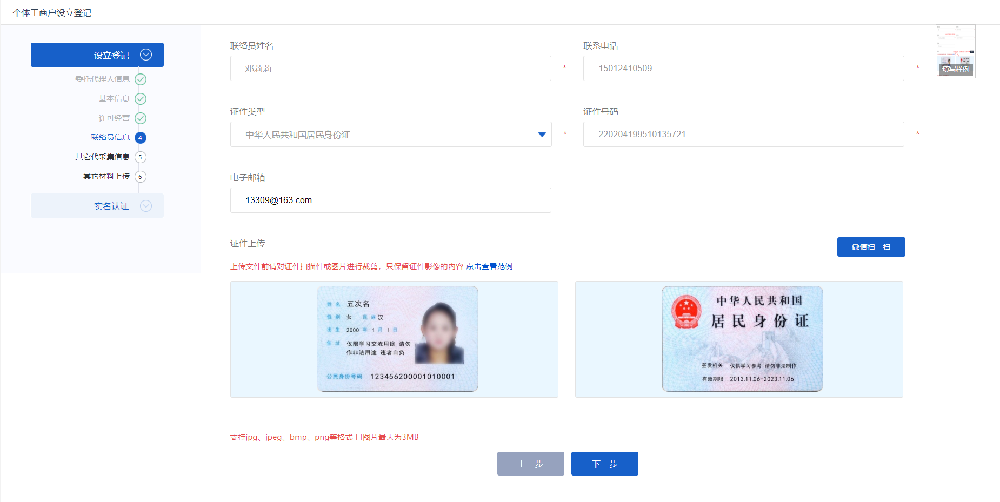 个体工商户设立登记
设立登记
委托代理人信息
基本信息
许可经营
联络员信息 4
其它代采集信息 5
其它材料上传 6
实名认证
联络员姓名 联系电话
邓莉莉 * 15012410509 *
填写样例
证件类型 证件号码
中华人民共和国居民身份证 * 220204199510135721 *
电子邮箱
13309@163.com
证件上传
微信扫一扫
上传文件前请对证件扫描件或图片进行裁剪，只保留证件影像的内容 点击查看范例
姓名 五次名
性别 女 民族 汉
出生 2000 年 1 月 1 日
住址 仅限学习交流用途 请勿
作非法用途 违者自负
公民身份号码 123456200001010001
中华人民共和国
居民身份证
签发机关 仅供学习参考 请勿非法制作
有效期限 2013.11.06-2023.11.06
支持jpg、jpeg、bmp、png等格式 且图片最大为3MB
上一步 下一步